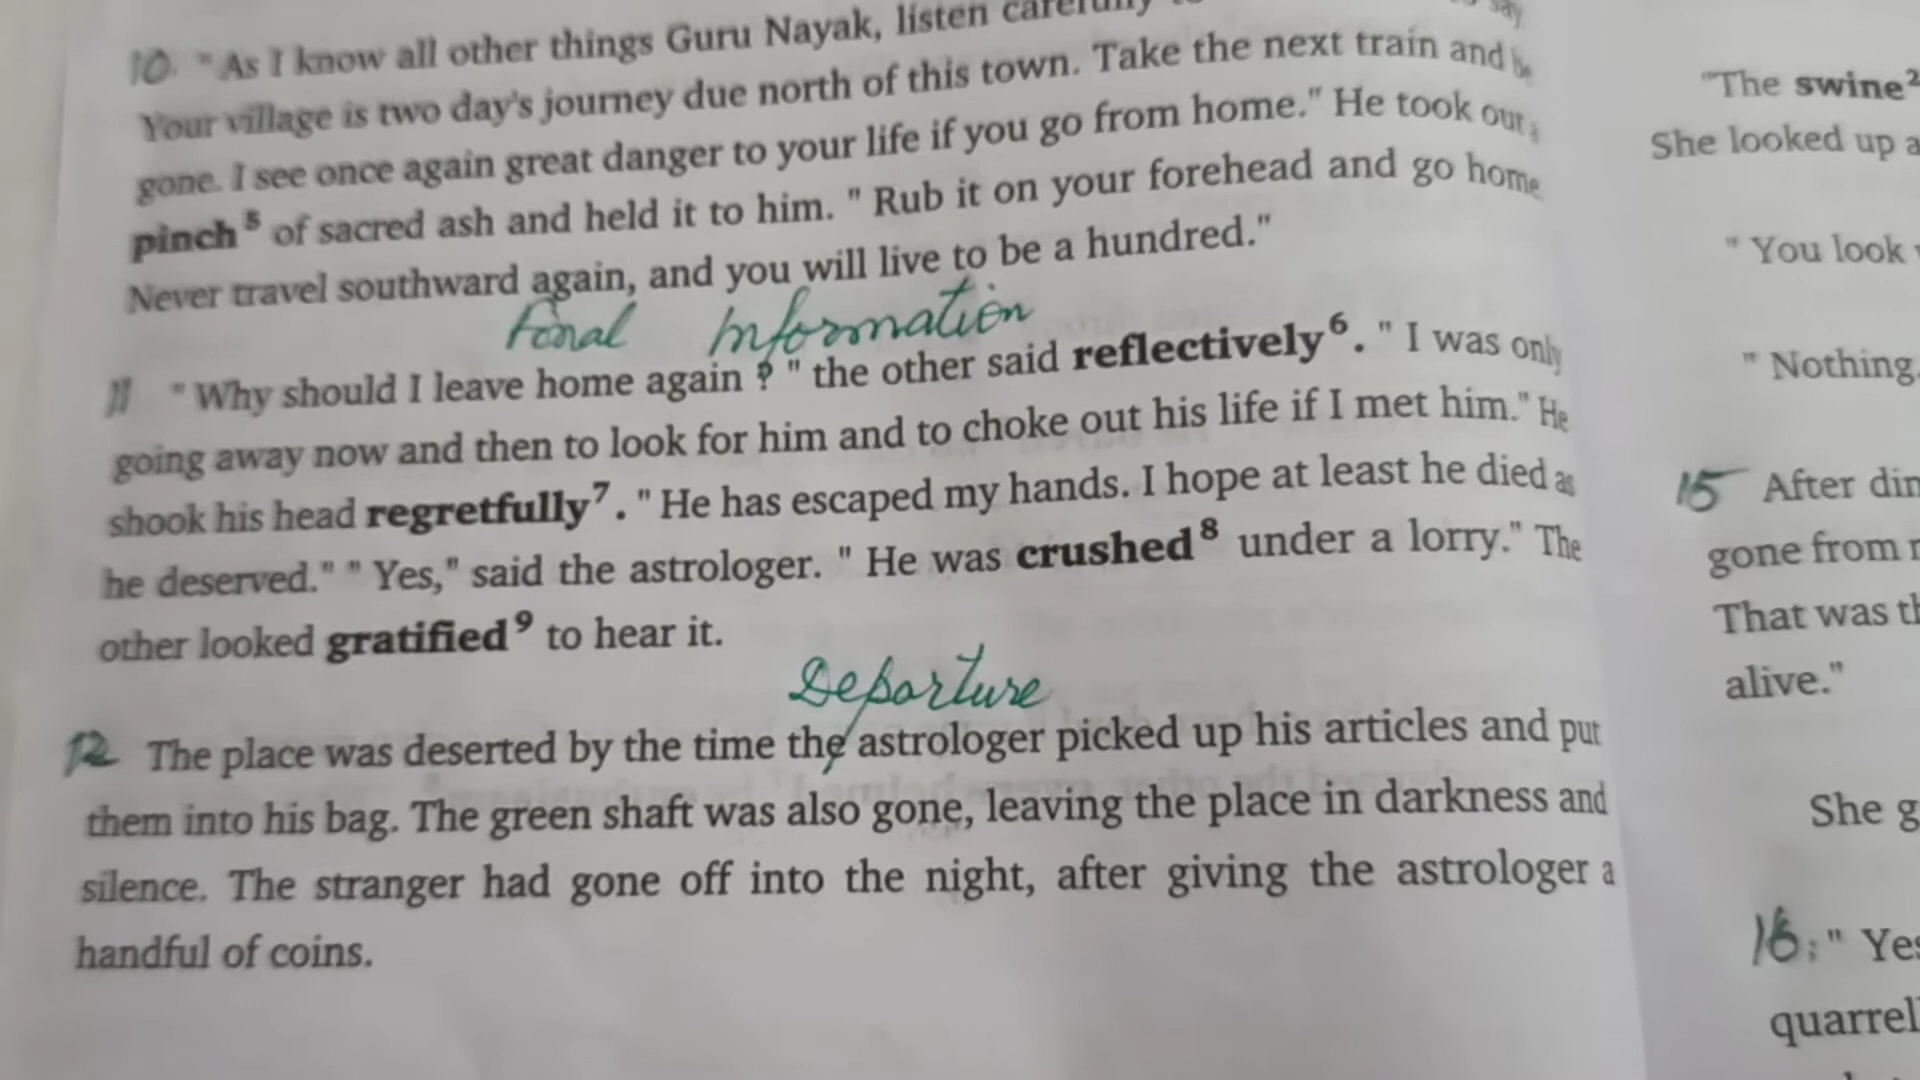 10. "As I know all other things Guru Nayak, listen carefully to say
Your village is two day's journey due north of this town. Take the next train and be
gone. I see once again great danger to your life if you go from home." He took out a
pinch⁵ of sacred ash and held it to him. " Rub it on your forehead and go home
Never travel southward again, and you will live to be a hundred."
Final Information
11 "Why should I leave home again ? " the other said reflectively⁶. " I was only
going away now and then to look for him and to choke out his life if I met him." He
shook his head regretfully⁷. " He has escaped my hands. I hope at least he died as
he deserved." " Yes," said the astrologer. " He was crushed⁸ under a lorry." The
other looked gratified⁹ to hear it.
Departure
12 The place was deserted by the time the astrologer picked up his articles and put
them into his bag. The green shaft was also gone, leaving the place in darkness and
silence. The stranger had gone off into the night, after giving the astrologer a
handful of coins.
"The swine²
She looked up a
" You look
" Nothing.
15 After din
gone from
That was th
alive."
She g
16: " Yes
quarrel